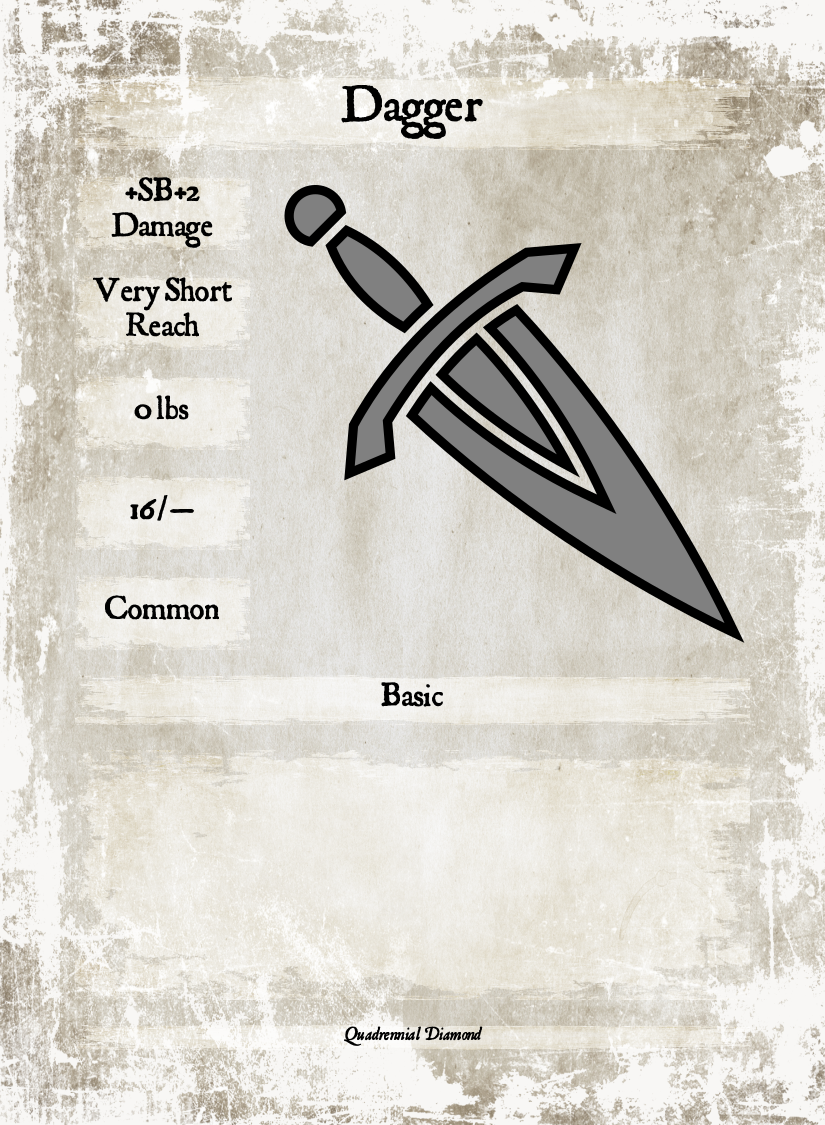 Dagger
+SB+2
Damage
Very Short
Reach
0 lbs
16/—
Common
Basic
Quadrennial Diamond